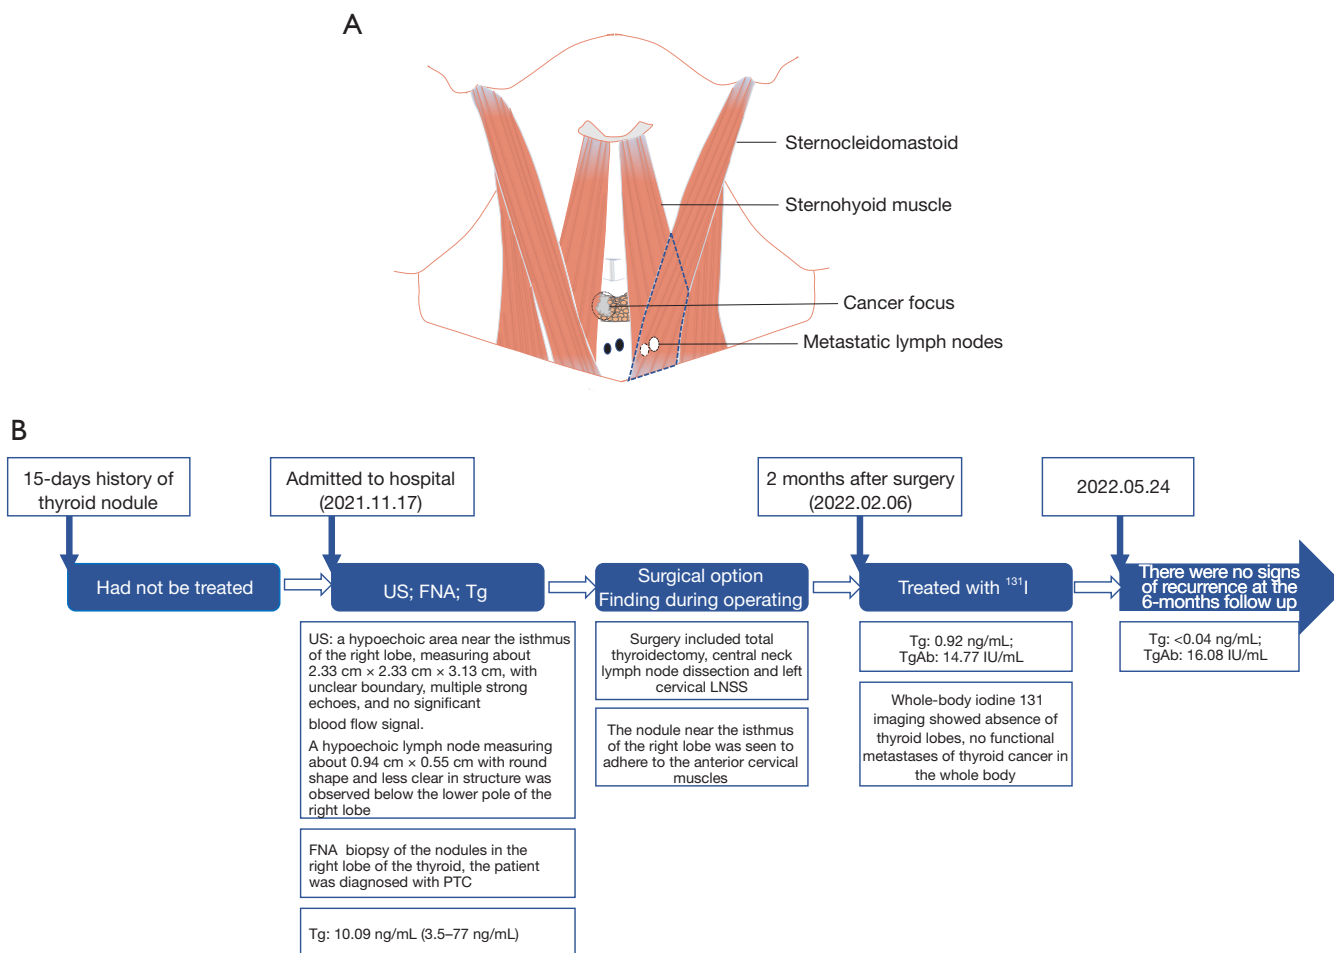 A
Sternocleidomastoid
Sternohyoid muscle
Cancer focus
Metastatic lymph nodes
B
15-days history of
thyroid nodule
Admitted to hospital
(2021.11.17)
2 months after surgery
(2022.02.06)
2022.05.24
Had not be treated
US; FNA; Tg
Surgical option
Finding during operating
Treated with ¹³¹I
There were no signs
of recurrence at the
6-months follow up
US: a hypoechoic area near the isthmus
of the right lobe, measuring about
2.33 cm × 2.33 cm × 3.13 cm, with
unclear boundary, multiple strong
echoes, and no significant
blood flow signal.
A hypoechoic lymph node measuring
about 0.94 cm × 0.55 cm with round
shape and less clear in structure was
observed below the lower pole of the
right lobe
FNA biopsy of the nodules in the
right lobe of the thyroid, the patient
was diagnosed with PTC
Tg: 10.09 ng/mL (3.5–77 ng/mL)
Surgery included total
thyroidectomy, central neck
lymph node dissection and left
cervical LNSS
The nodule near the isthmus
of the right lobe was seen to
adhere to the anterior cervical
muscles
Tg: 0.92 ng/mL;
TgAb: 14.77 IU/mL
Whole-body iodine 131
imaging showed absence of
thyroid lobes, no functional
metastases of thyroid cancer in
the whole body
Tg: <0.04 ng/mL;
TgAb: 16.08 IU/mL